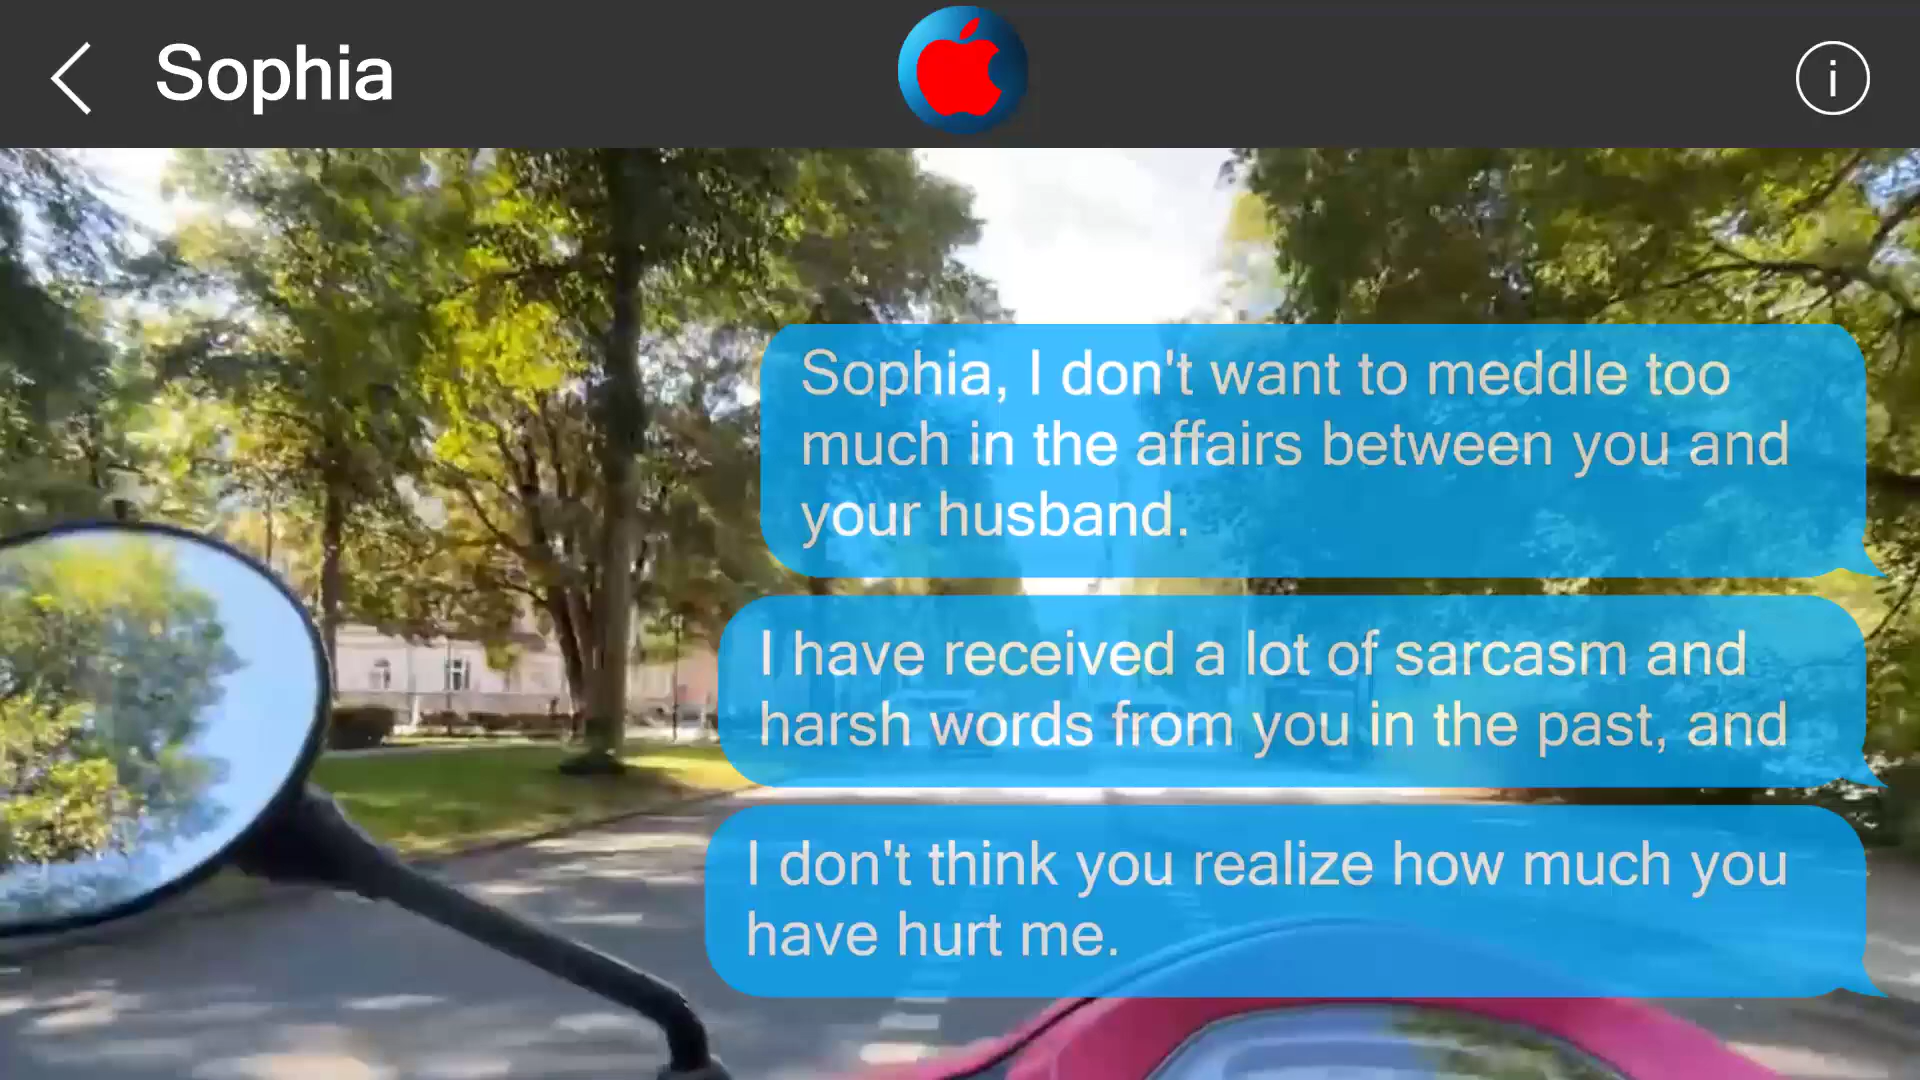 Sophia
Sophia, I don't want to meddle too
much in the affairs between you and
your husband.
I have received a lot of sarcasm and
harsh words from you in the past, and
I don't think you realize how much you
have hurt me.